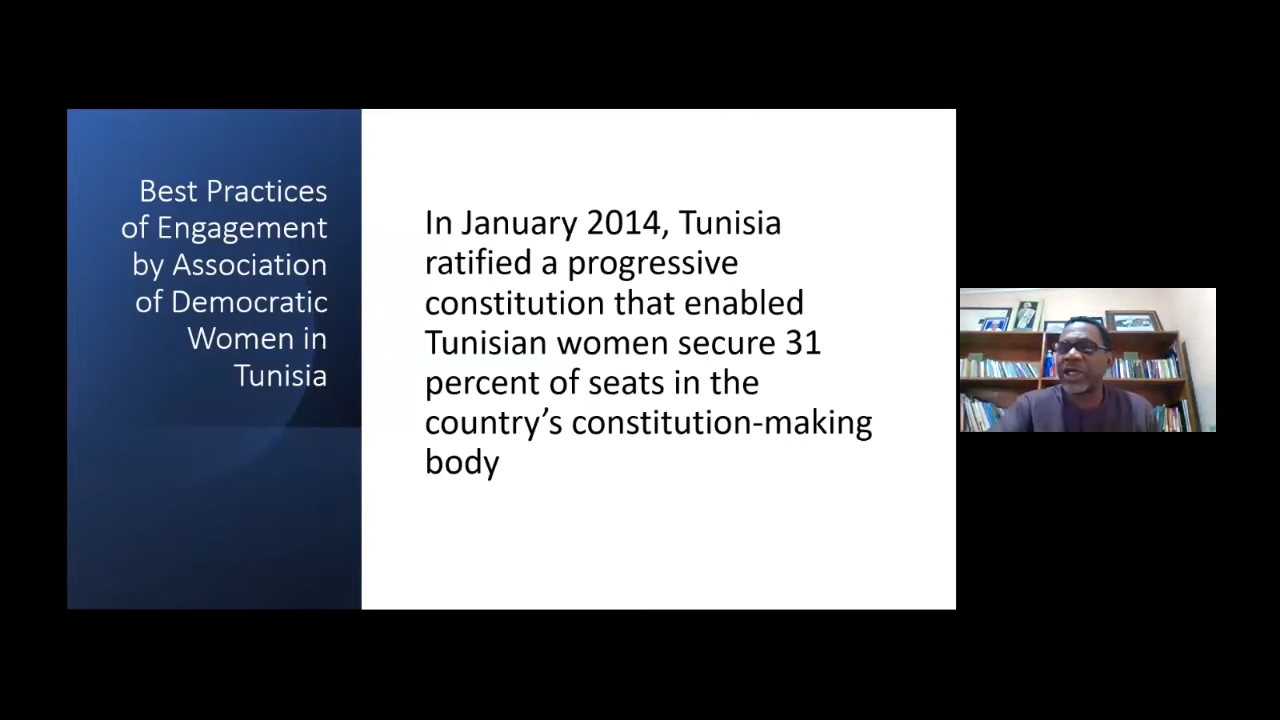 Best Practices
of Engagement
by Association
of Democratic
Women in
Tunisia
In January 2014, Tunisia
ratified a progressive
constitution that enabled
Tunisian women secure 31
percent of seats in the
country’s constitution-making
body